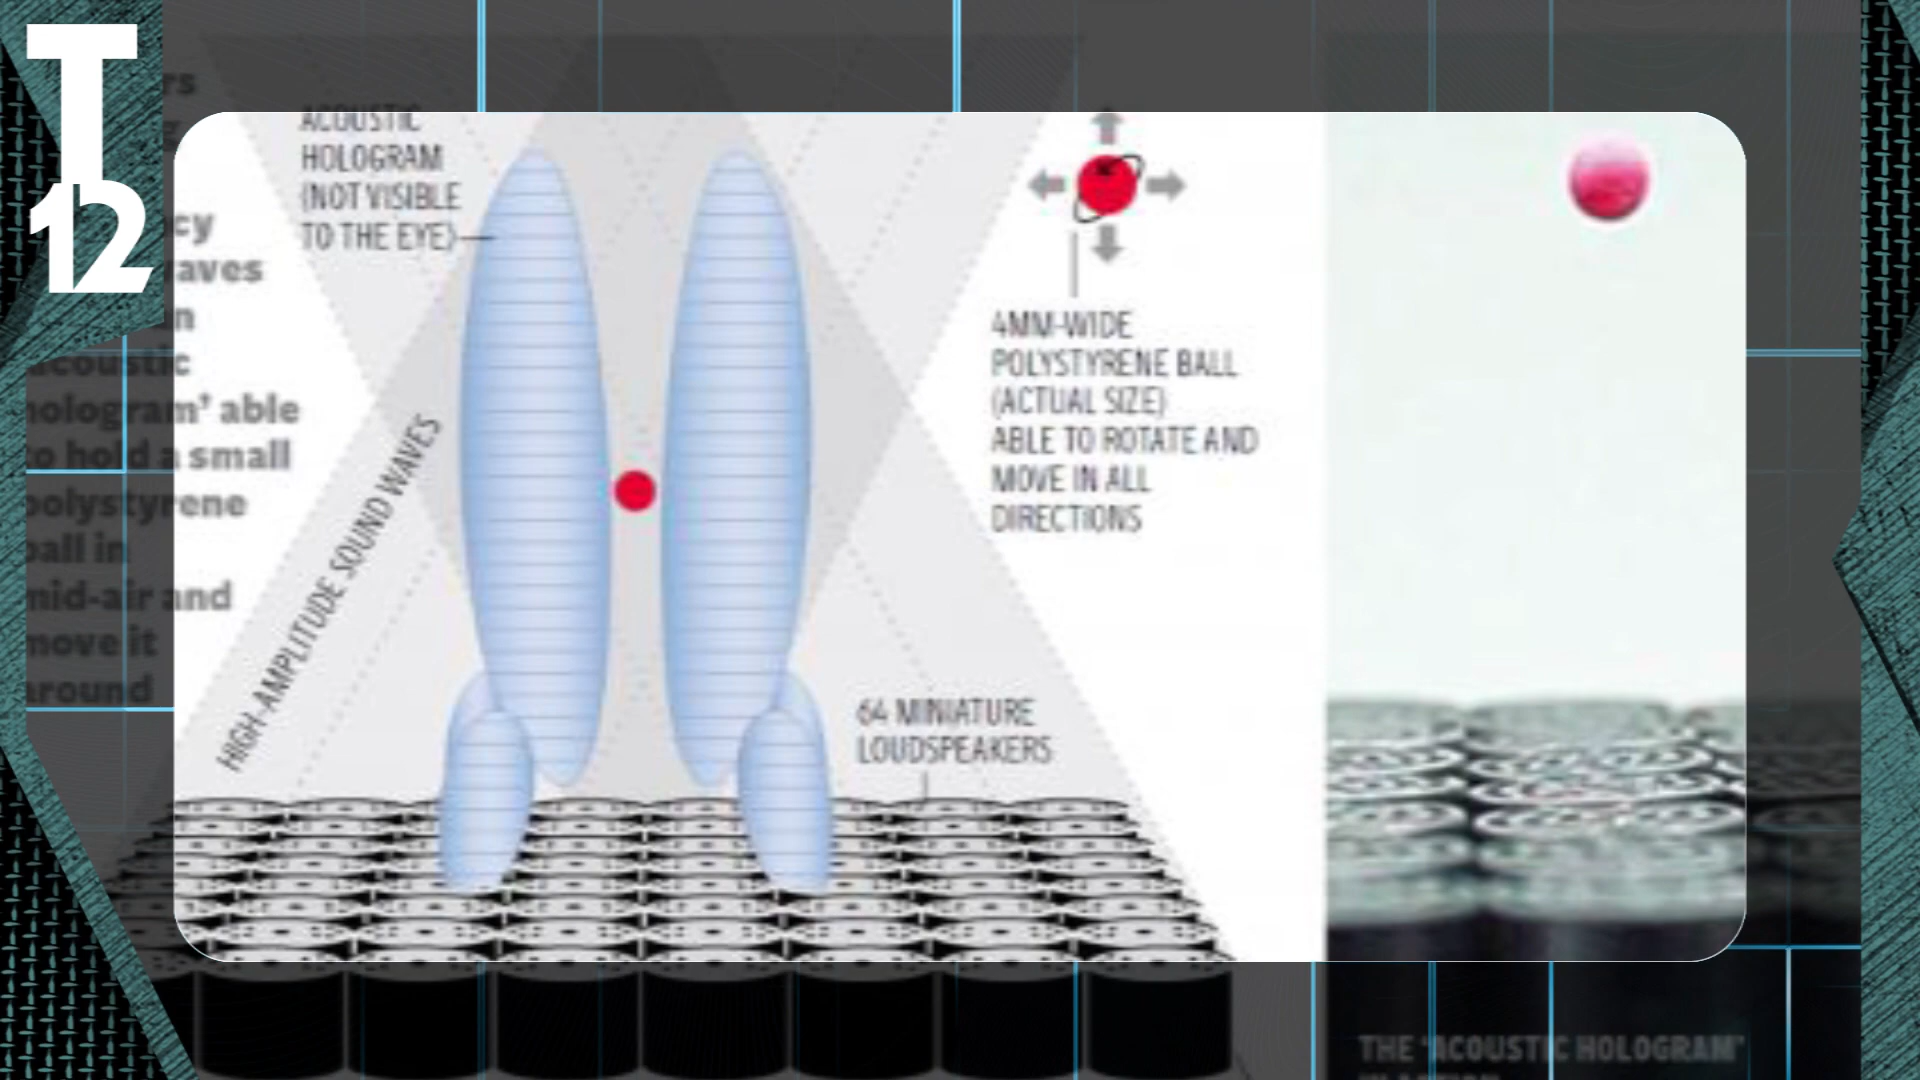 T
12
rs
cy
aves
n
acoustic
hologram' able
to hold a small
polystyrene
ball in
mid-air and
move it
around
ACOUSTIC
HOLOGRAM
(NOT VISIBLE
TO THE EYE)
HIGH-AMPLITUDE SOUND WAVES
4MM-WIDE
POLYSTYRENE BALL
(ACTUAL SIZE)
ABLE TO ROTATE AND
MOVE IN ALL
DIRECTIONS
64 MINIATURE
LOUDSPEAKERS
THE 'ACOUSTIC HOLOGRAM'